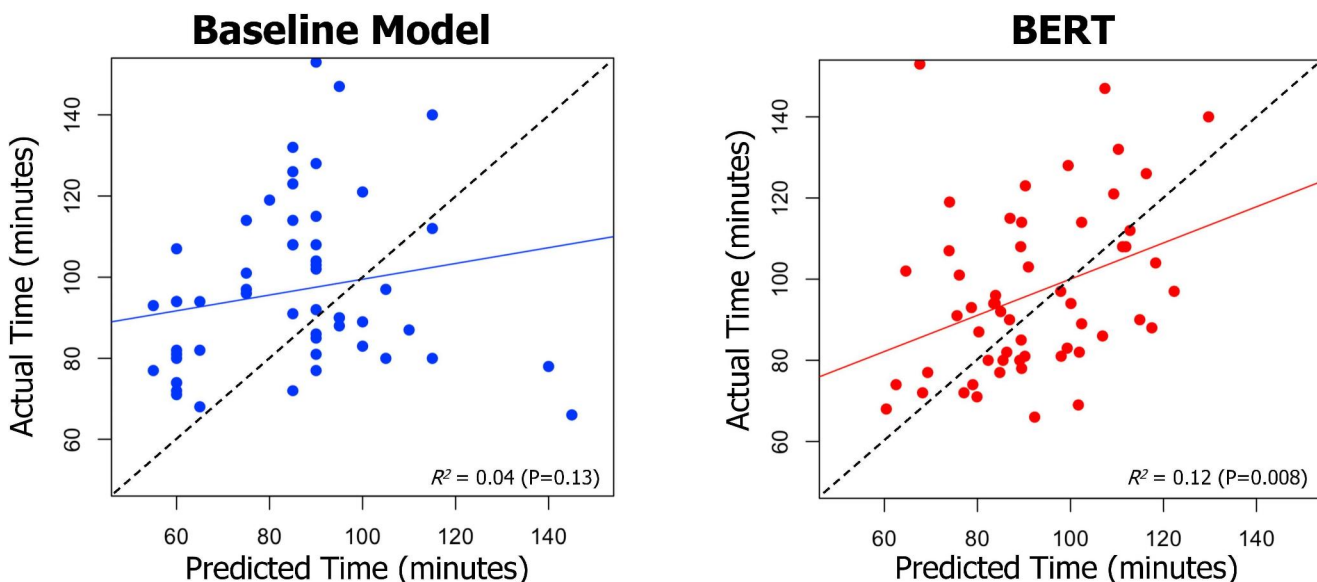 Baseline Model
Actual Time (minutes)
140
120
100
80
60
R² = 0.04 (P=0.13)
60 80 100 120 140
Predicted Time (minutes)
BERT
Actual Time (minutes)
140
120
100
80
60
R² = 0.12 (P=0.008)
60 80 100 120 140
Predicted Time (minutes)